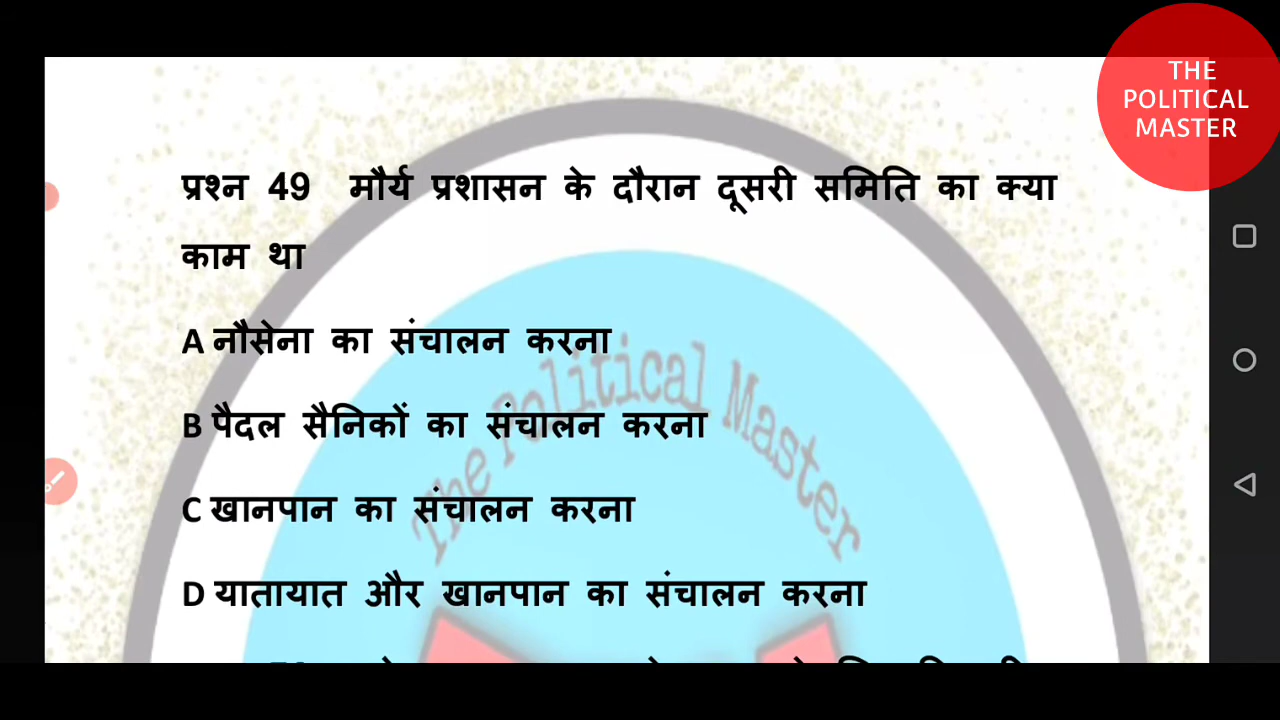 THE
POLITICAL
MASTER
प्रश्न 49 मौर्य प्रशासन के दौरान दूसरी समिति का क्या
काम था
A नौसेना का संचालन करना
B पैदल सैनिकों का संचालन करना
C खानपान का संचालन करना
D यातायात और खानपान का संचालन करना
The Political Master